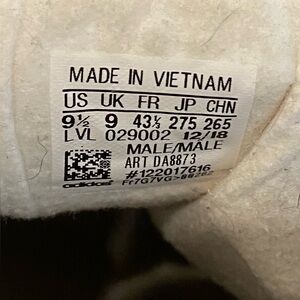 MADE IN VIETNAM
US UK FR JP CHN
9½ 9 43⅓ 275 265
LVL 029002 12/18
MALE/MÂLE
ART DA8873
#122017616
adidas